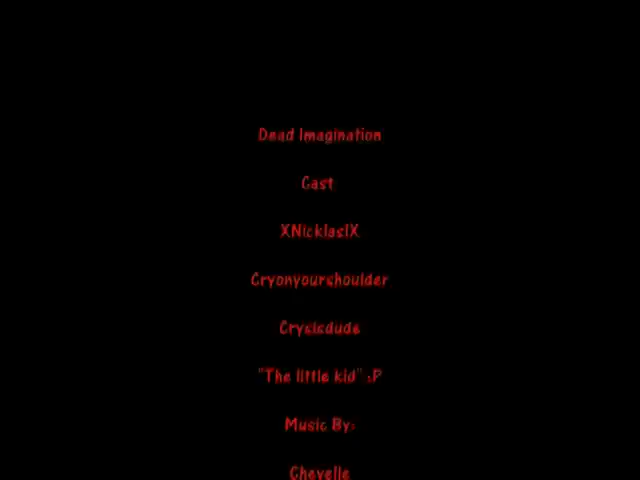 Dead Imagination
Cast
XNicklasIX
Cryonyourshoulder
Crysisdude
"The little kid" :P
Music By:
Chevelle